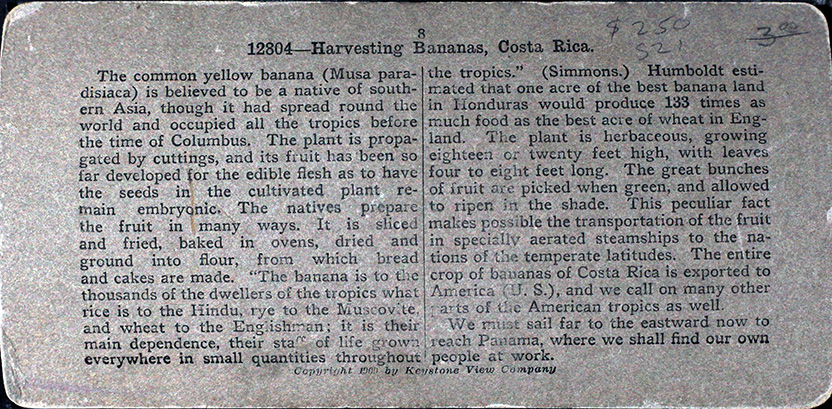 8
12804—Harvesting Bananas, Costa Rica.
$ 250
521
3.00
The common yellow banana (Musa para-
disiaca) is believed to be a native of south-
ern Asia, though it had spread round the
world and occupied all the tropics before
the time of Columbus. The plant is propa-
gated by cuttings, and its fruit has been so
far developed for the edible flesh as to have
the seeds in the cultivated plant re-
main embryonic. The natives prepare
the fruit in many ways. It is sliced
and fried, baked in ovens, dried and
ground into flour, from which bread
and cakes are made. "The banana is to the
thousands of the dwellers of the tropics what
rice is to the Hindu, rye to the Muscovite,
and wheat to the Englishman; it is their
main dependence, their staff of life grown
everywhere in small quantities throughout
the tropics." (Simmons.) Humboldt esti-
mated that one acre of the best banana land
in Honduras would produce 133 times as
much food as the best acre of wheat in Eng-
land. The plant is herbaceous, growing
eighteen or twenty feet high, with leaves
four to eight feet long. The great bunches
of fruit are picked when green, and allowed
to ripen in the shade. This peculiar fact
makes possible the transportation of the fruit
in specially aerated steamships to the na-
tions of the temperate latitudes. The entire
crop of bananas of Costa Rica is exported to
America (U. S.), and we call on many other
parts of the American tropics as well.
We must sail far to the eastward now to
reach Panama, where we shall find our own
people at work.
Copyright 1909 by Keystone View Company